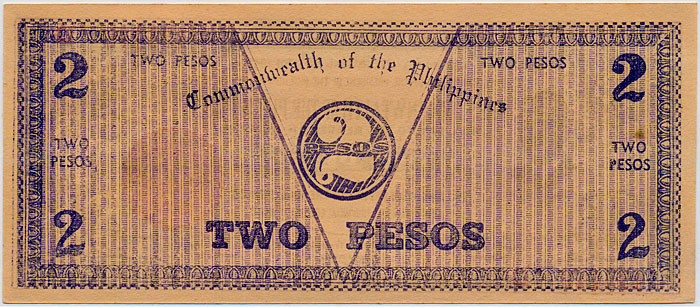 2 TWO PESOS TWO PESOS 2
Commonwealth of the Philippines
TWO
PESOS
2
PESOS
TWO
PESOS
2 TWO PESOS 2